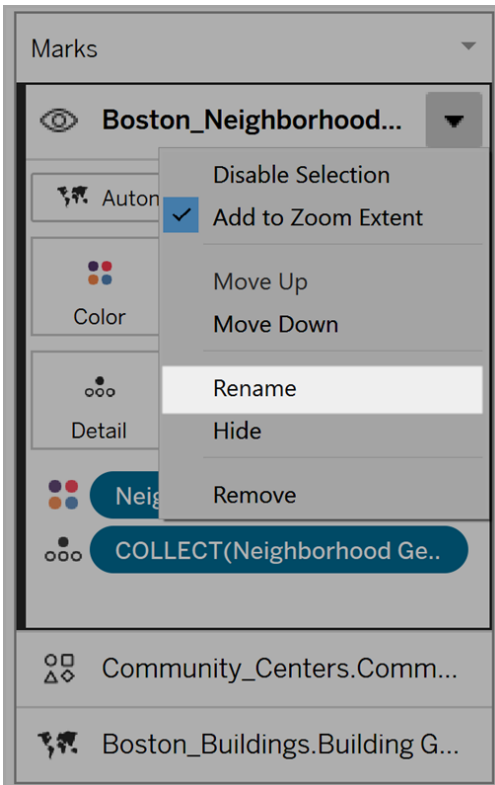 Marks
Boston_Neighborhood...
Disable Selection
Autom
Add to Zoom Extent
Move Up
Color
Move Down
Rename
Detail
Hide
Neig
Remove
COLLECT(Neighborhood Ge..
Community_Centers.Comm...
Boston_Buildings.Building G...